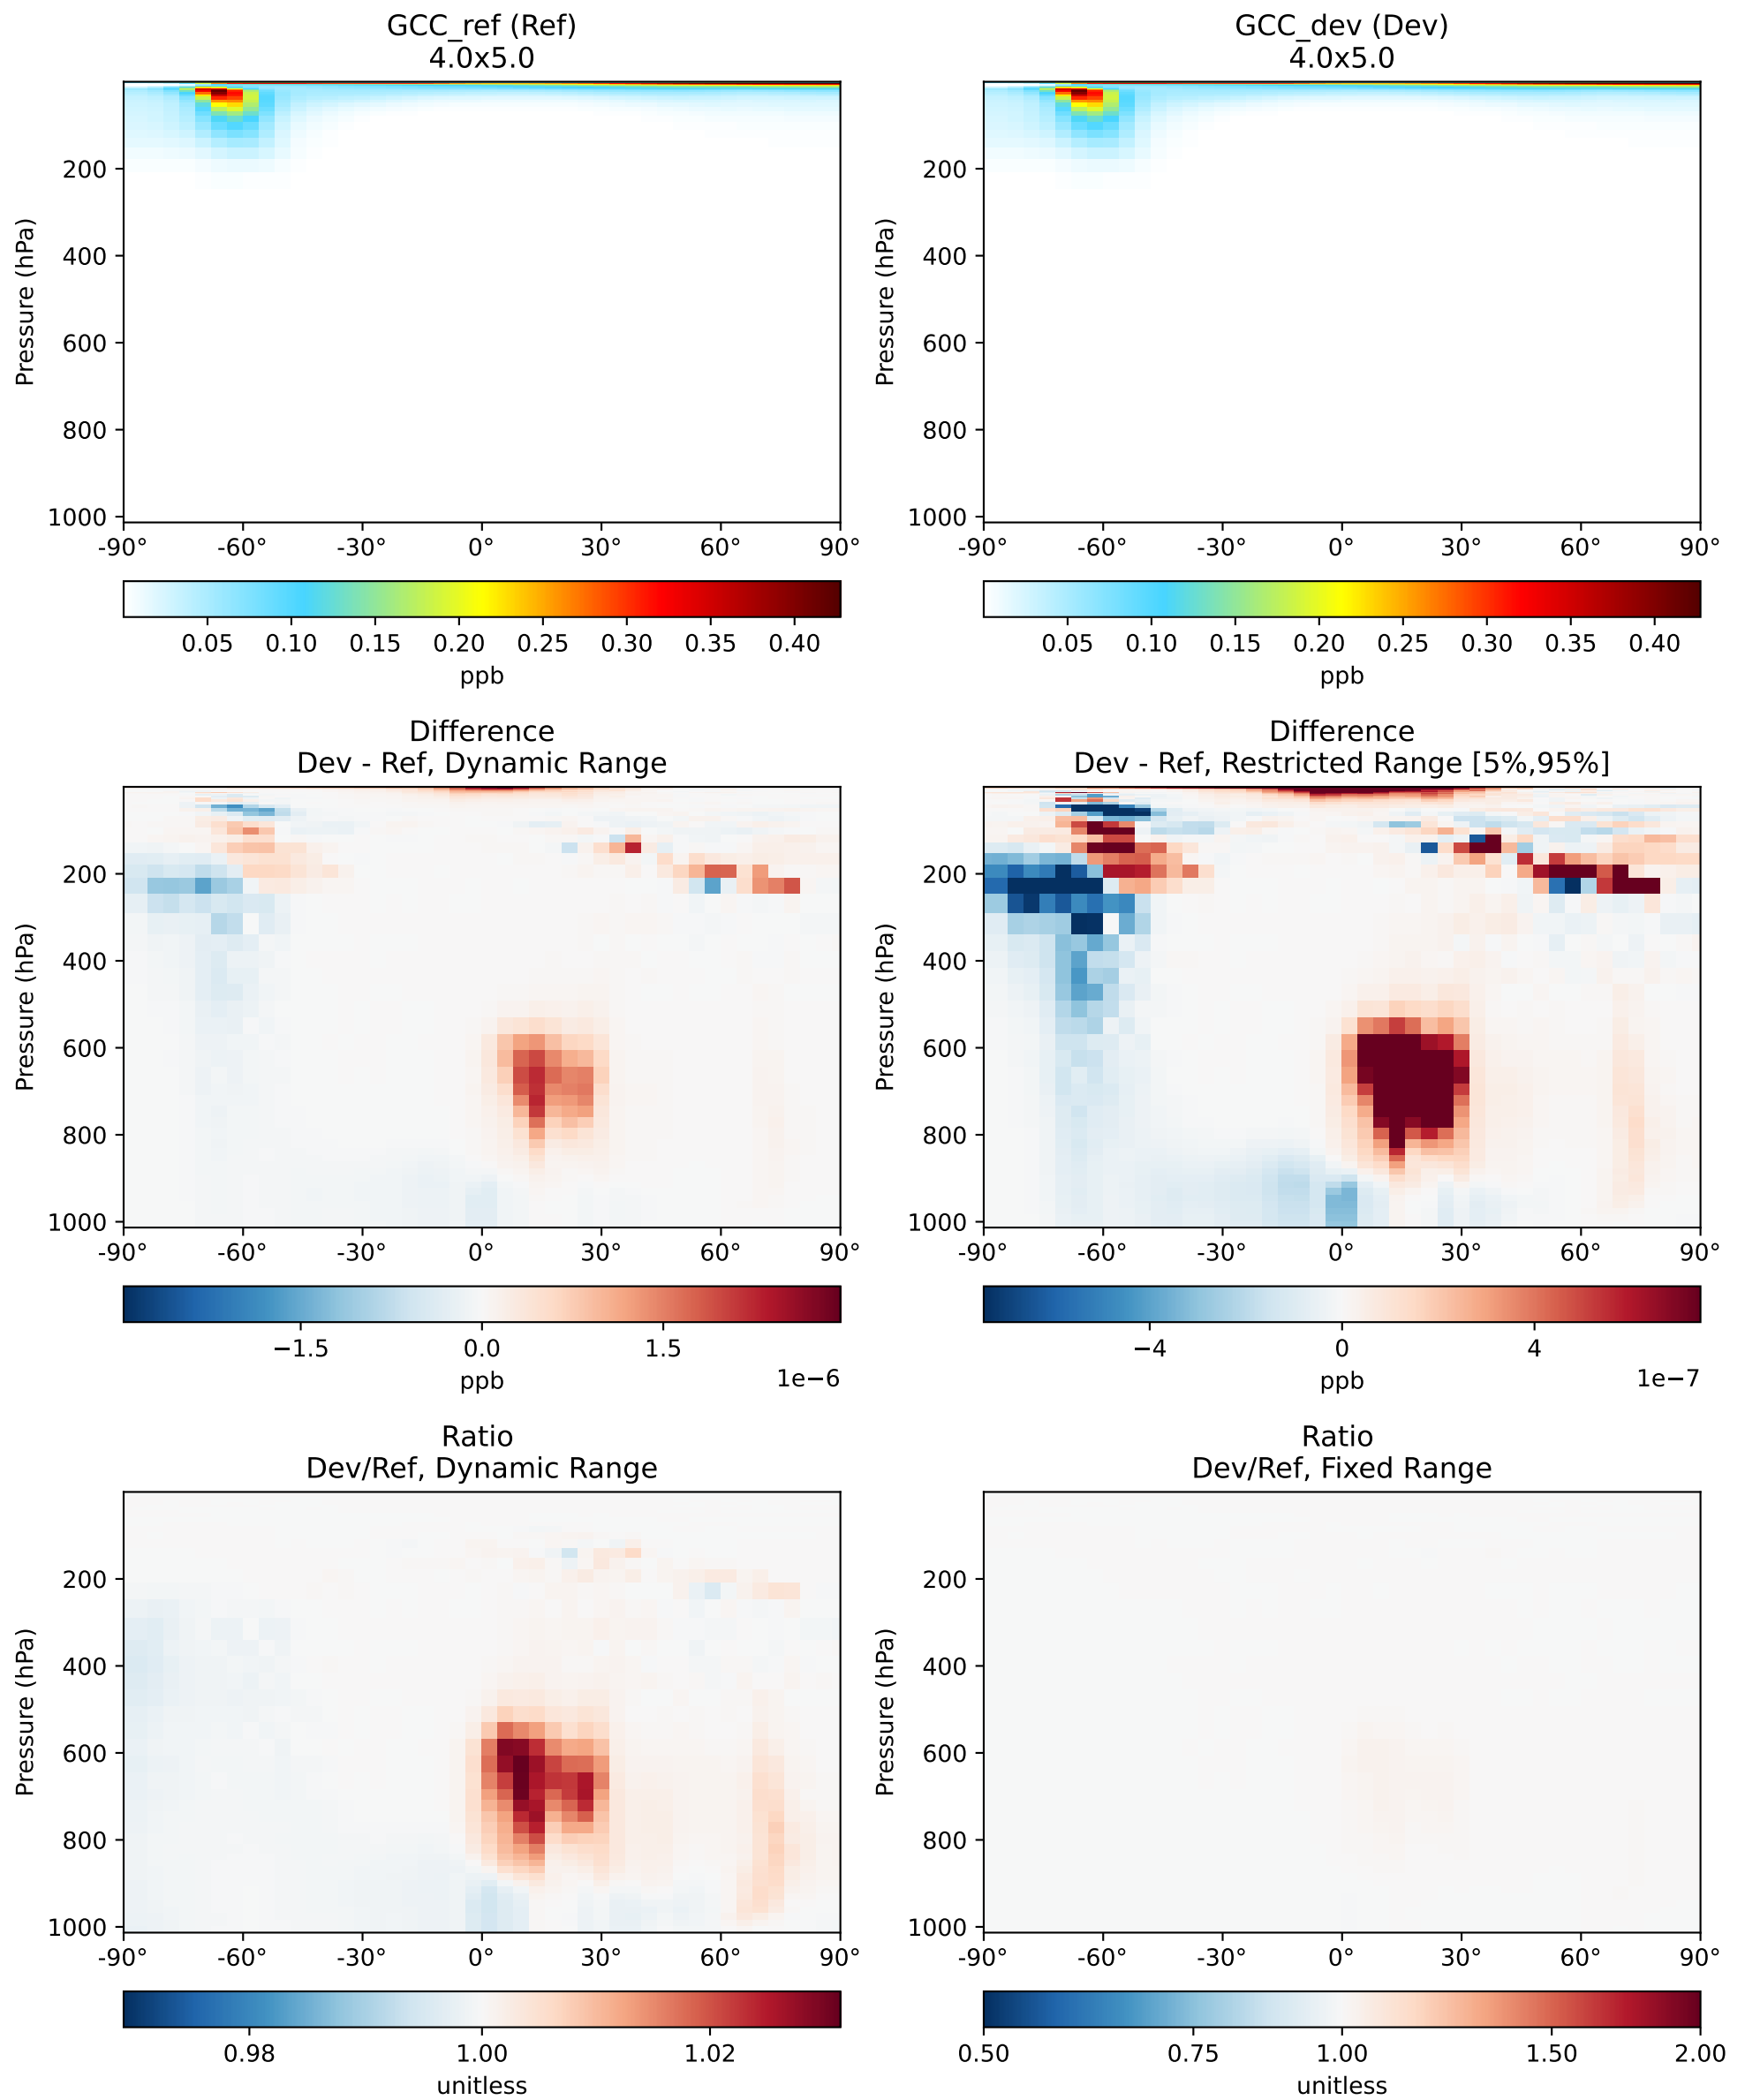 GCC_ref (Ref)
4.0x5.0
GCC_dev (Dev)
4.0x5.0
Pressure (hPa)
200
400
600
800
1000
-90° -60° -30° 0° 30° 60° 90°
0.05 0.10 0.15 0.20 0.25 0.30 0.35 0.40
ppb
Pressure (hPa)
200
400
600
800
1000
-90° -60° -30° 0° 30° 60° 90°
0.05 0.10 0.15 0.20 0.25 0.30 0.35 0.40
ppb
Difference
Dev - Ref, Dynamic Range
Pressure (hPa)
200
400
600
800
1000
-90° -60° -30° 0° 30° 60° 90°
−1.5 0.0 1.5
ppb
1e−6
Difference
Dev - Ref, Restricted Range [5%,95%]
Pressure (hPa)
200
400
600
800
1000
-90° -60° -30° 0° 30° 60° 90°
−4 0 4
ppb
1e−7
Ratio
Dev/Ref, Dynamic Range
Pressure (hPa)
200
400
600
800
1000
-90° -60° -30° 0° 30° 60° 90°
0.98 1.00 1.02
unitless
Ratio
Dev/Ref, Fixed Range
Pressure (hPa)
200
400
600
800
1000
-90° -60° -30° 0° 30° 60° 90°
0.50 0.75 1.00 1.50 2.00
unitless